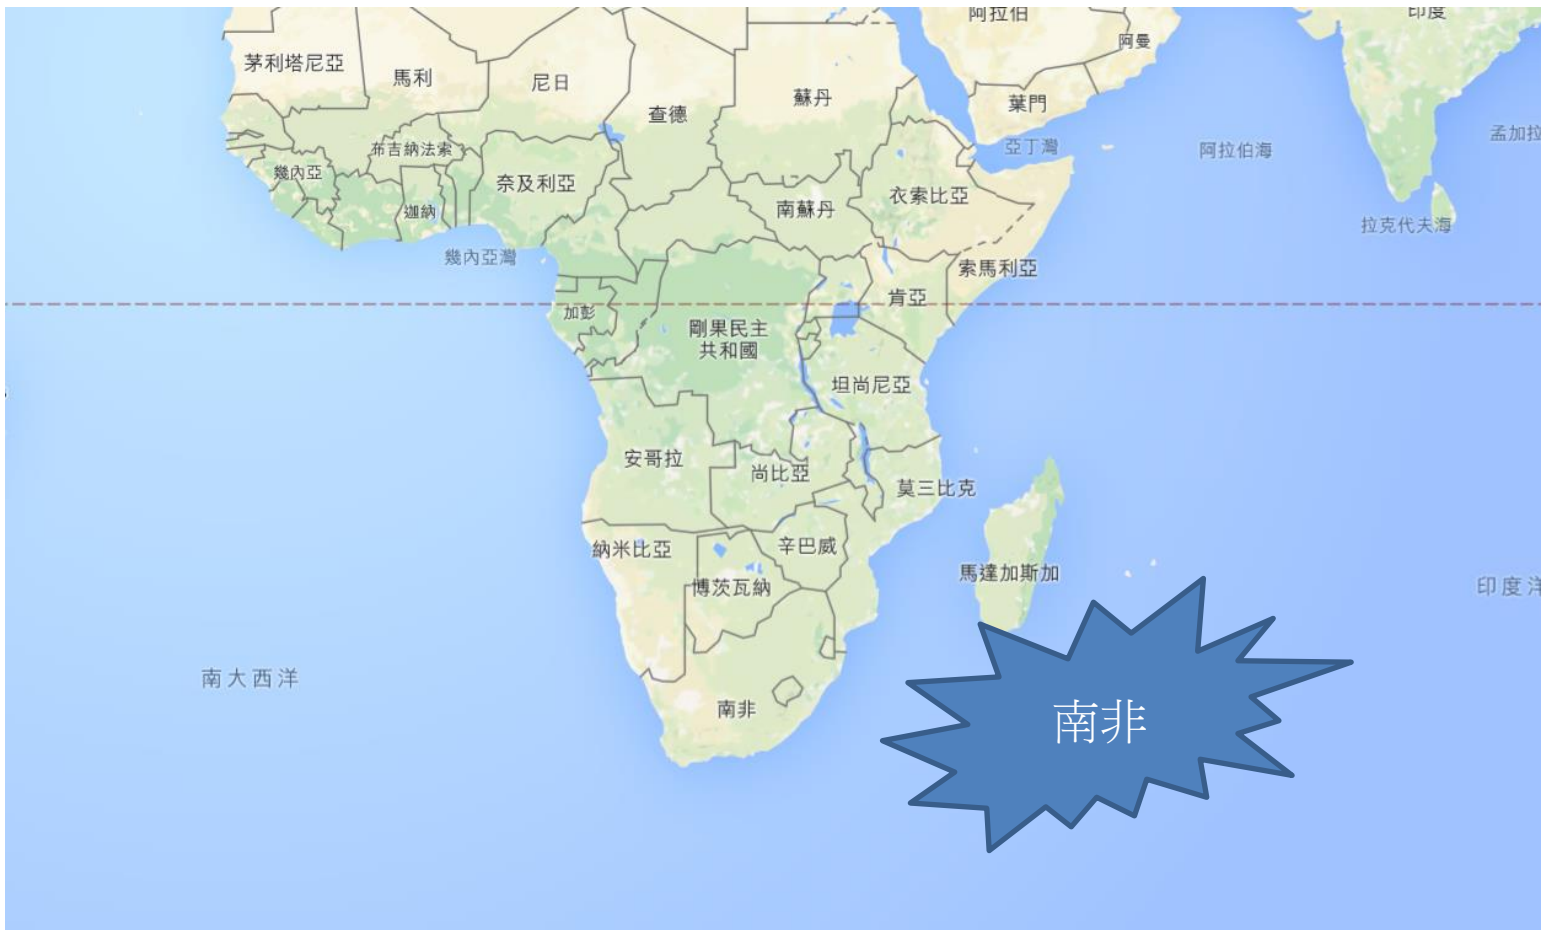 阿拉伯
印度
阿曼
茅利塔尼亞
馬利
尼日
蘇丹
查德
葉門
亞丁灣
阿拉伯海
孟加拉
布吉納法索
幾內亞
奈及利亞
衣索比亞
南蘇丹
迦納
拉克代夫海
幾內亞灣
索馬利亞
肯亞
加彭
剛果民主
共和國
坦尚尼亞
安哥拉
尚比亞
莫三比克
納米比亞
辛巴威
博茨瓦納
馬達加斯加
印度洋
南大西洋
南非
南非